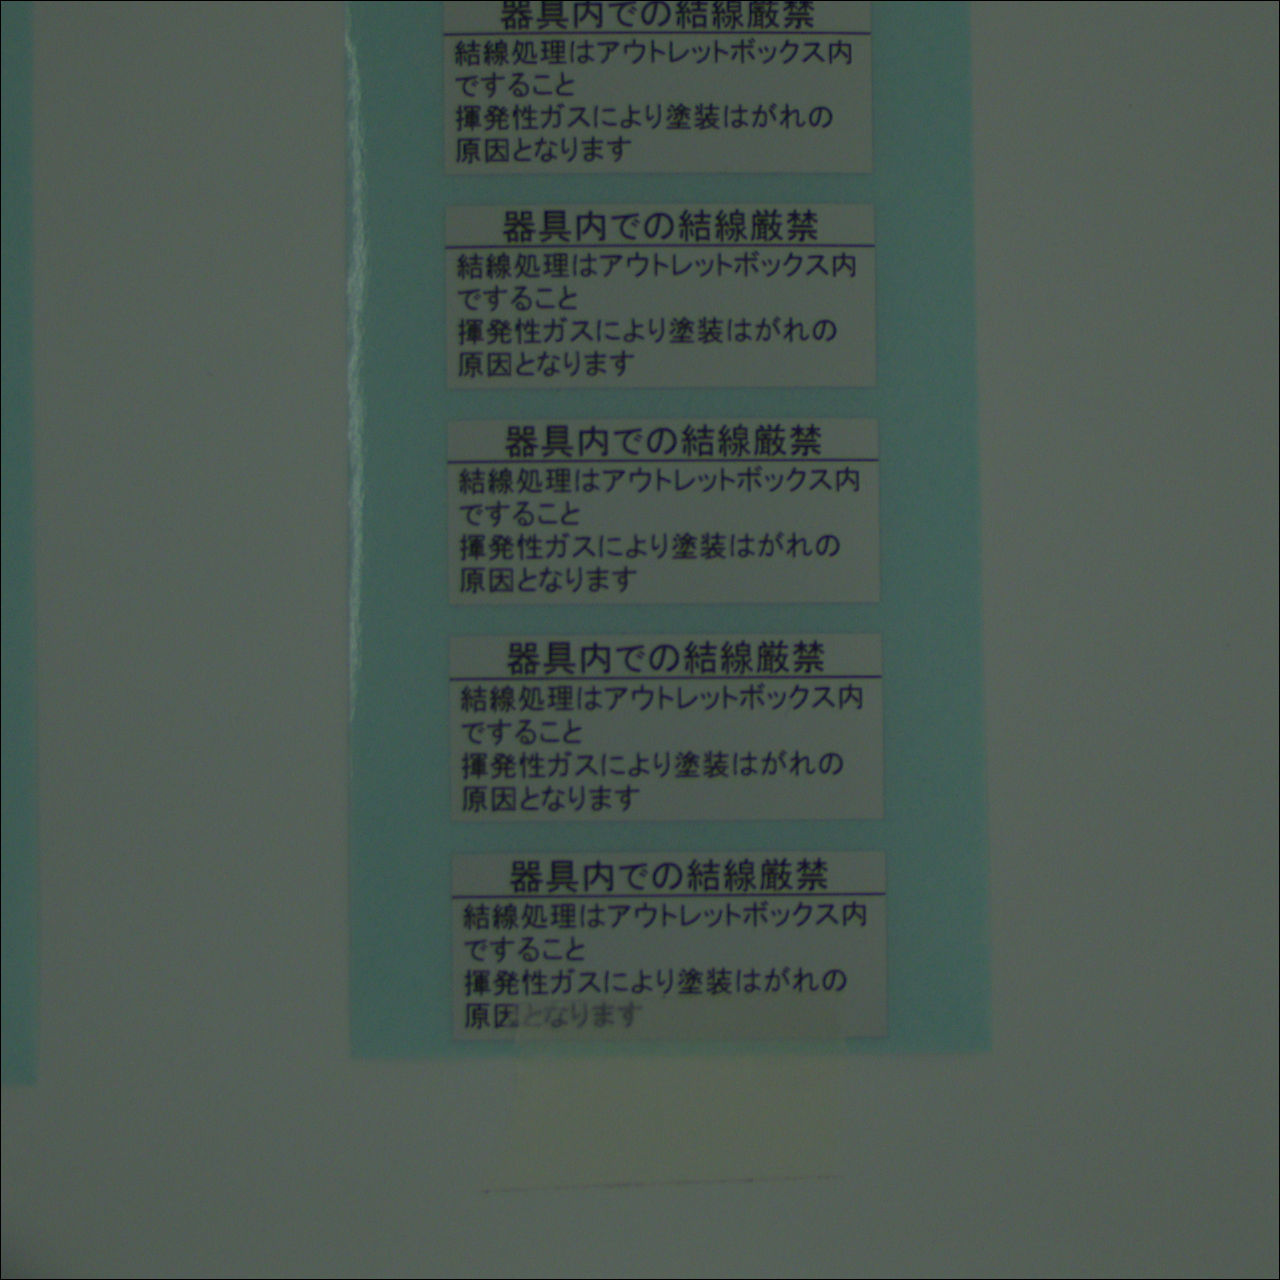 器具内での結線厳禁
結線処理はアウトレットボックス内
ですること
揮発性ガスにより塗装はがれの
原因となります
器具内での結線厳禁
結線処理はアウトレットボックス内
ですること
揮発性ガスにより塗装はがれの
原因となります
器具内での結線厳禁
結線処理はアウトレットボックス内
ですること
揮発性ガスにより塗装はがれの
原因となります
器具内での結線厳禁
結線処理はアウトレットボックス内
ですること
揮発性ガスにより塗装はがれの
原因となります
器具内での結線厳禁
結線処理はアウトレットボックス内
ですること
揮発性ガスにより塗装はがれの
原因となります